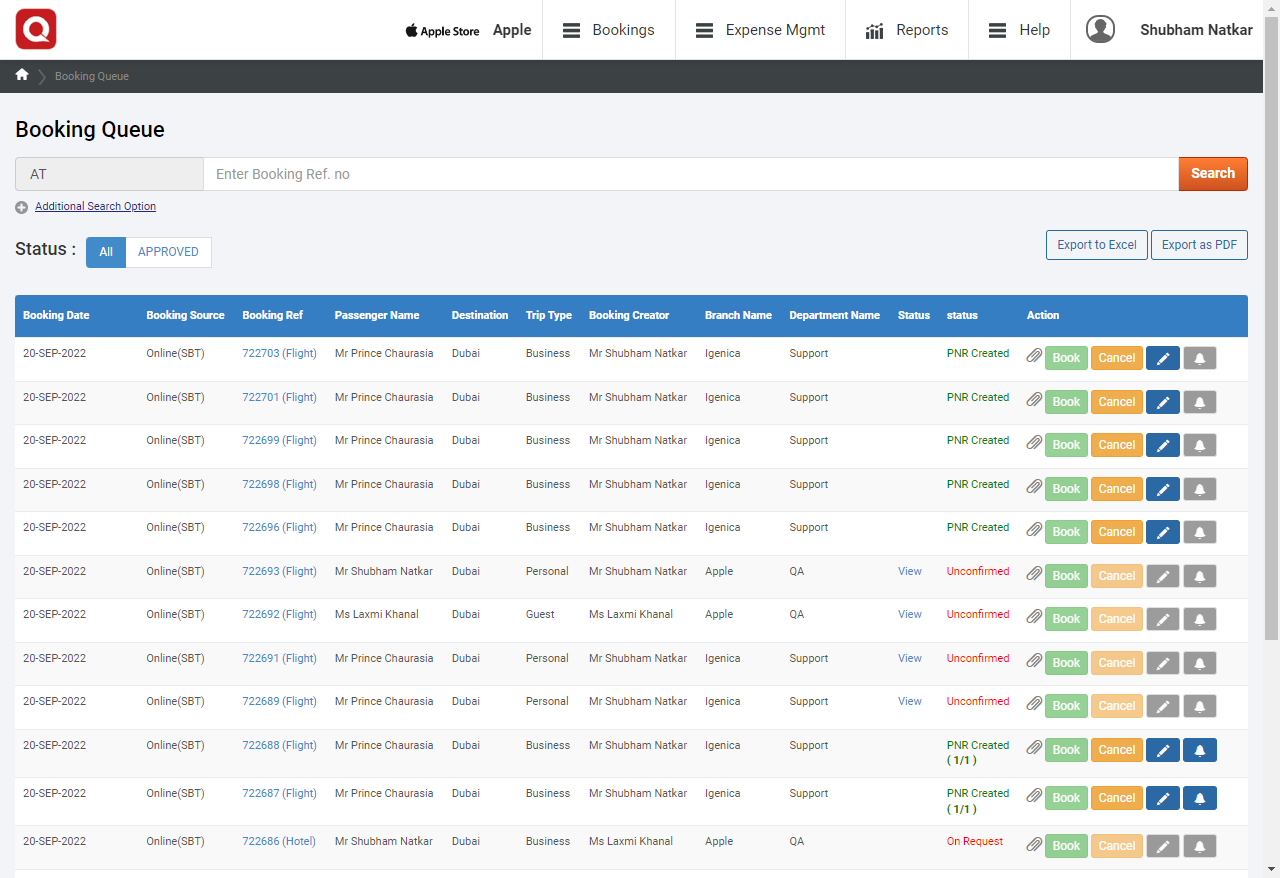 Apple Store Apple Bookings Expense Mgmt Reports Help Shubham Natkar
Booking Queue
Booking Queue
AT Enter Booking Ref. no Search
Additional Search Option
Status : All APPROVED Export to Excel Export as PDF
Booking Date Booking Source Booking Ref Passenger Name Destination Trip Type Booking Creator Branch Name Department Name Status status Action
20-SEP-2022 Online(SBT) 722703 (Flight) Mr Prince Chaurasia Dubai Business Mr Shubham Natkar Igenica Support PNR Created Book Cancel
20-SEP-2022 Online(SBT) 722701 (Flight) Mr Prince Chaurasia Dubai Business Mr Shubham Natkar Igenica Support PNR Created Book Cancel
20-SEP-2022 Online(SBT) 722699 (Flight) Mr Prince Chaurasia Dubai Business Mr Shubham Natkar Igenica Support PNR Created Book Cancel
20-SEP-2022 Online(SBT) 722698 (Flight) Mr Prince Chaurasia Dubai Business Mr Shubham Natkar Igenica Support PNR Created Book Cancel
20-SEP-2022 Online(SBT) 722696 (Flight) Mr Prince Chaurasia Dubai Business Mr Shubham Natkar Igenica Support PNR Created Book Cancel
20-SEP-2022 Online(SBT) 722693 (Flight) Mr Shubham Natkar Dubai Personal Mr Shubham Natkar Apple QA View Unconfirmed Book Cancel
20-SEP-2022 Online(SBT) 722692 (Flight) Ms Laxmi Khanal Dubai Guest Ms Laxmi Khanal Apple QA View Unconfirmed Book Cancel
20-SEP-2022 Online(SBT) 722691 (Flight) Mr Prince Chaurasia Dubai Personal Mr Shubham Natkar Igenica Support View Unconfirmed Book Cancel
20-SEP-2022 Online(SBT) 722689 (Flight) Mr Prince Chaurasia Dubai Personal Mr Shubham Natkar Igenica Support View Unconfirmed Book Cancel
20-SEP-2022 Online(SBT) 722688 (Flight) Mr Prince Chaurasia Dubai Business Mr Shubham Natkar Igenica Support PNR Created Book Cancel
( 1/1 )
20-SEP-2022 Online(SBT) 722687 (Flight) Mr Prince Chaurasia Dubai Business Mr Shubham Natkar Igenica Support PNR Created Book Cancel
( 1/1 )
20-SEP-2022 Online(SBT) 722686 (Hotel) Mr Shubham Natkar Dubai Business Ms Laxmi Khanal Apple QA On Request Book Cancel